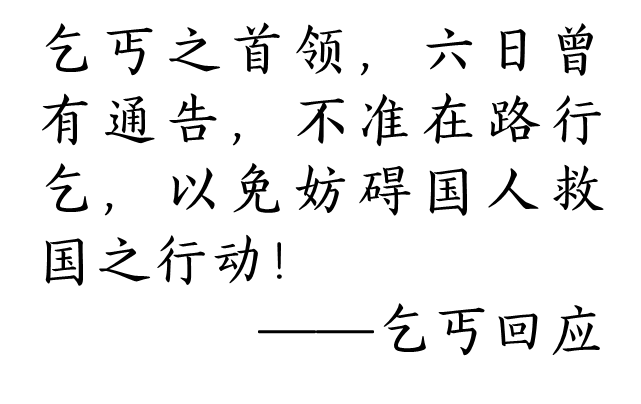 乞丐之首领，六日曾
有通告，不准在路行
乞，以免妨碍国人救
国之行动！
——乞丐回应